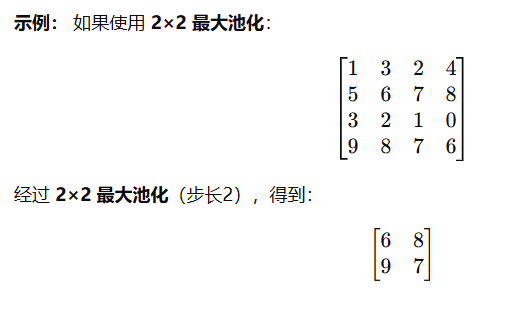 示例： 如果使用 2×2 最大池化：
1 3 2 4
5 6 7 8
3 2 1 0
9 8 7 6
经过 2×2 最大池化（步长2），得到：
6 8
9 7